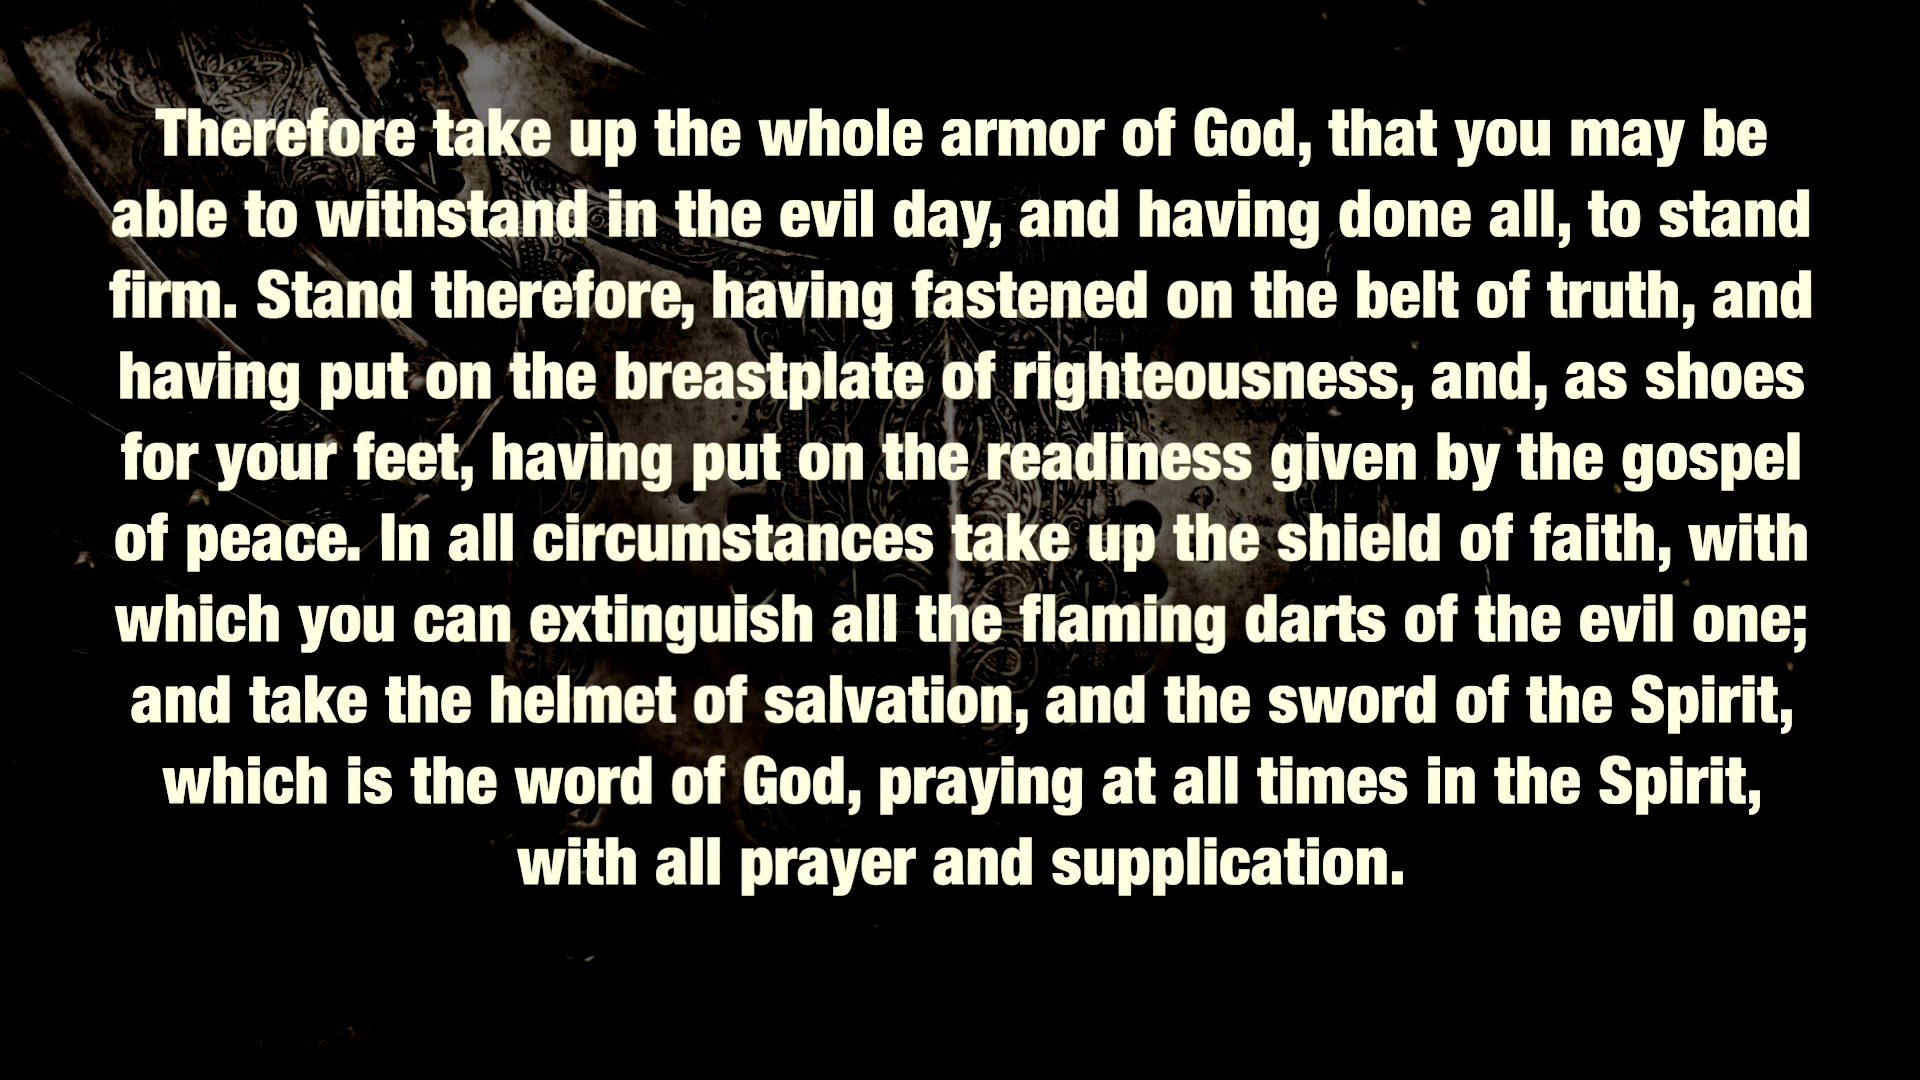 Therefore take up the whole armor of God, that you may be
able to withstand in the evil day, and having done all, to stand
firm. Stand therefore, having fastened on the belt of truth, and
having put on the breastplate of righteousness, and, as shoes
for your feet, having put on the readiness given by the gospel
of peace. In all circumstances take up the shield of faith, with
which you can extinguish all the flaming darts of the evil one;
and take the helmet of salvation, and the sword of the Spirit,
which is the word of God, praying at all times in the Spirit,
with all prayer and supplication.